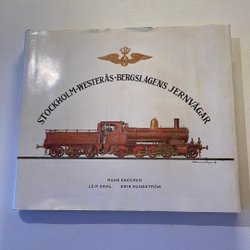 STOCKHOLM-WESTERÅS-BERGSLAGENS JERNVÄGAR
RUNE EKEGREN
LEIF DAHL ERIK SUNDSTRÖM